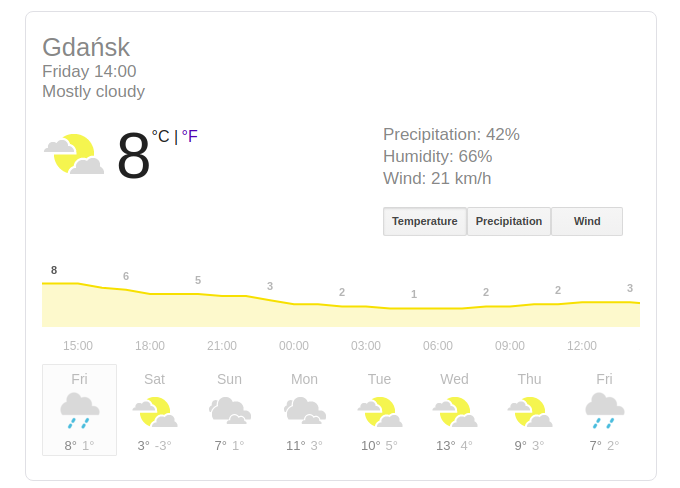 Gdańsk
Friday 14:00
Mostly cloudy
8 °C | °F
Precipitation: 42%
Humidity: 66%
Wind: 21 km/h
Temperature Precipitation Wind
8 6 5 3 2 1 2 2 3
15:00 18:00 21:00 00:00 03:00 06:00 09:00 12:00
Fri Sat Sun Mon Tue Wed Thu Fri
8° 1° 3° -3° 7° 1° 11° 3° 10° 5° 13° 4° 9° 3° 7° 2°